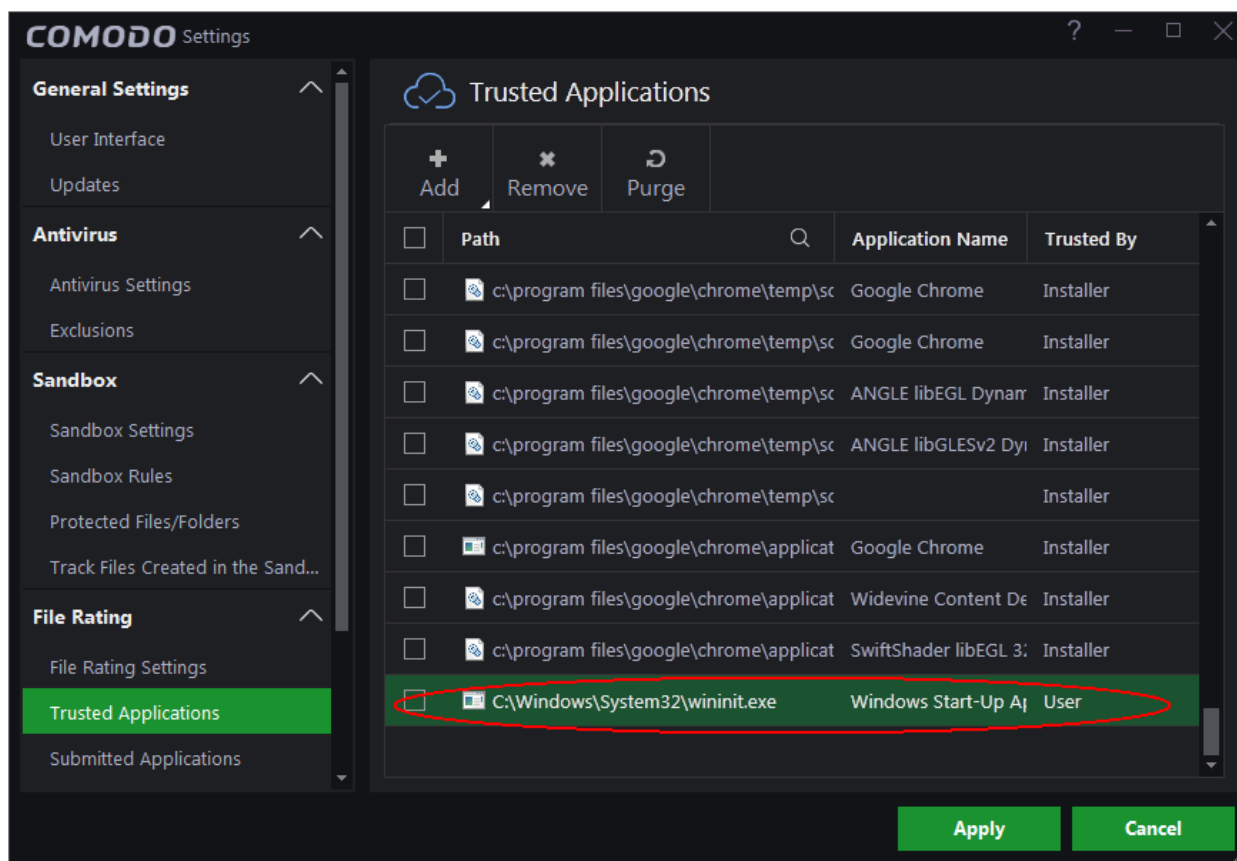 COMODO Settings
?
General Settings
User Interface
Updates
Antivirus
Antivirus Settings
Exclusions
Sandbox
Sandbox Settings
Sandbox Rules
Protected Files/Folders
Track Files Created in the Sand...
File Rating
File Rating Settings
Trusted Applications
Submitted Applications
Trusted Applications
Add Remove Purge
Path Application Name Trusted By
c:\program files\google\chrome\temp\sc Google Chrome Installer
c:\program files\google\chrome\temp\sc Google Chrome Installer
c:\program files\google\chrome\temp\sc ANGLE libEGL Dynam Installer
c:\program files\google\chrome\temp\sc ANGLE libGLESv2 Dyı Installer
c:\program files\google\chrome\temp\sc Installer
c:\program files\google\chrome\applicat Google Chrome Installer
c:\program files\google\chrome\applicat Widevine Content De Installer
c:\program files\google\chrome\applicat SwiftShader libEGL 32 Installer
C:\Windows\System32\wininit.exe Windows Start-Up Ap User
Apply Cancel